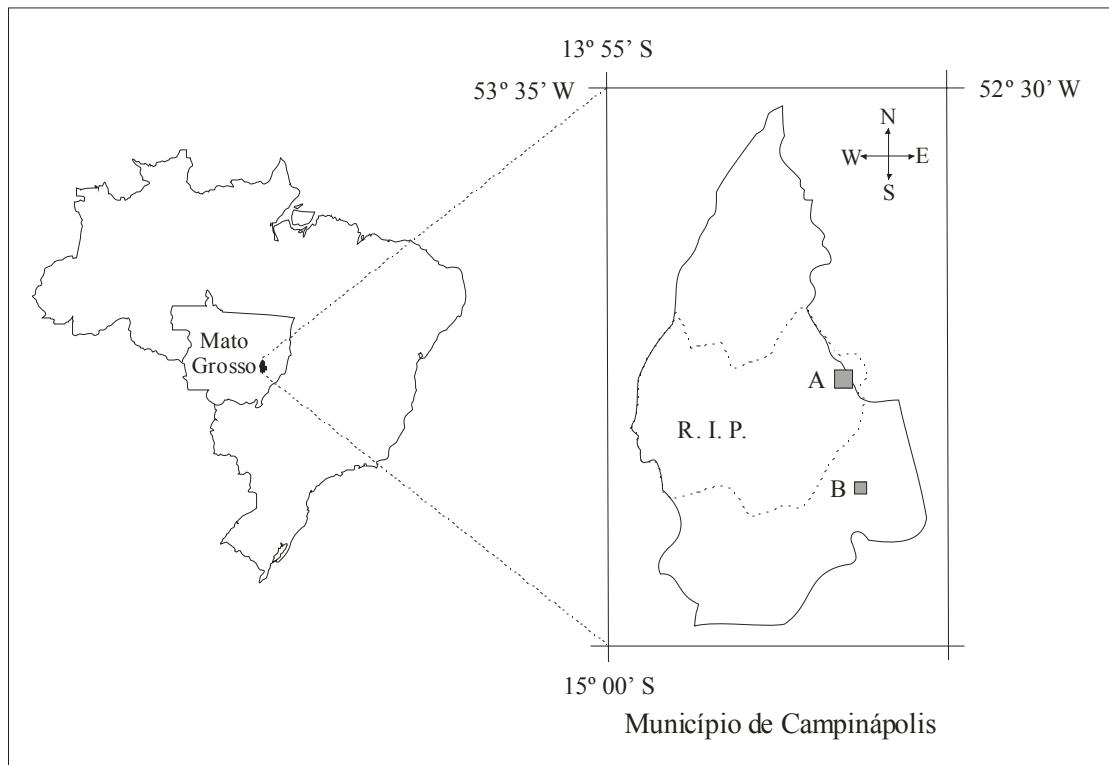 13º 55’ S
53º 35’ W
52º 30’ W
N
W E
S
Mato
Grosso
A
R. I. P.
B
15º 00’ S
Município de Campinápolis